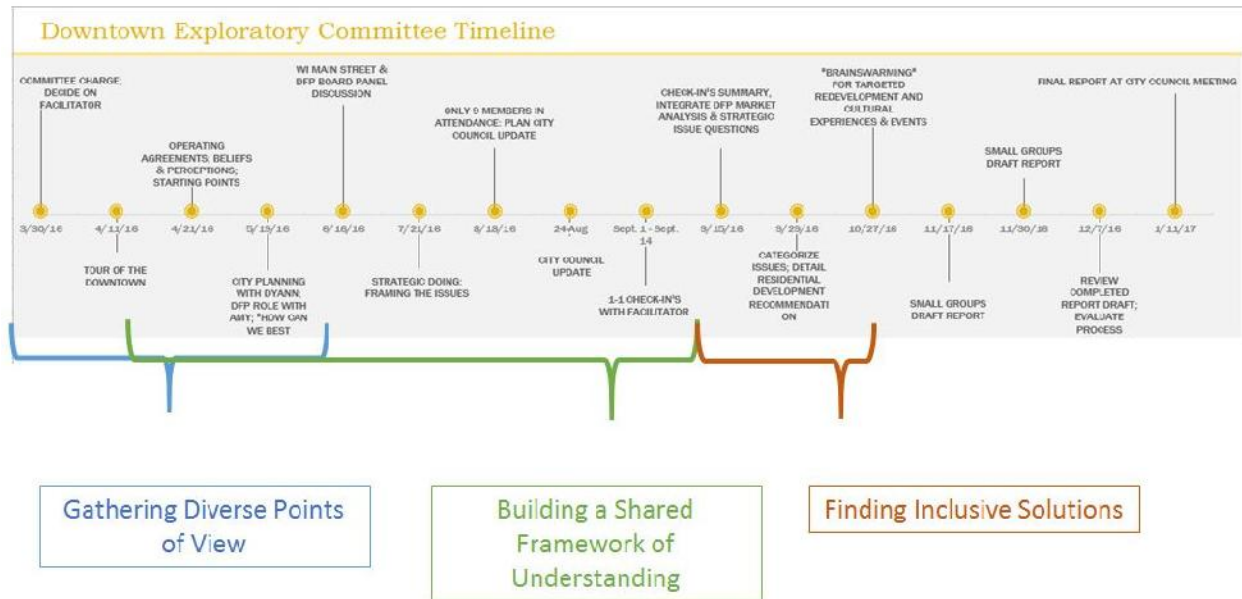 Downtown Exploratory Committee Timeline
COMMITTEE CHARGE;
DECIDE ON
FACILITATOR
OPERATING
AGREEMENTS; BELIEFS
& PERCEPTIONS;
STARTING POINTS
WI MAIN STREET &
DFP BOARD PANEL
DISCUSSION
ONLY 9 MEMBERS IN
ATTENDANCE: PLAN CITY
COUNCIL UPDATE
CHECK-IN'S SUMMARY,
INTEGRATE DFP MARKET
ANALYSIS & STRATEGIC
ISSUE QUESTIONS
"BRAINSWARMING"
FOR TARGETED
REDEVELOPMENT AND
CULTURAL
EXPERIENCES & EVENTS
SMALL GROUPS
DRAFT REPORT
FINAL REPORT AT CITY COUNCIL MEETING
3/30/16
4/11/16
4/21/16
5/19/16
6/16/16
7/21/16
8/18/16
24-Aug
Sept. 1 - Sept.
14
9/15/16
9/29/16
10/27/16
11/17/16
11/30/16
12/7/16
1/11/17
TOUR OF THE
DOWNTOWN
CITY PLANNING
WITH DYANN;
DFP ROLE WITH
AMY; "HOW CAN
WE BEST
STRATEGIC DOING:
FRAMING THE ISSUES
CITY COUNCIL
UPDATE
1-1 CHECK-IN'S
WITH FACILITATOR
CATEGORIZE
ISSUES; DETAIL
RESIDENTIAL
DEVELOPMENT
RECOMMENDATI
ON
SMALL GROUPS
DRAFT REPORT
REVIEW
COMPLETED
REPORT DRAFT;
EVALUATE
PROCESS
Gathering Diverse Points
of View
Building a Shared
Framework of
Understanding
Finding Inclusive Solutions